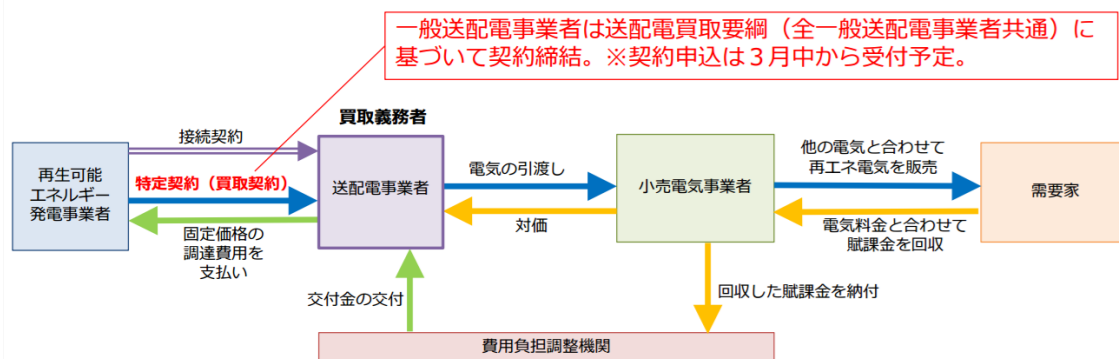 一般送配電事業者は送配電買取要綱（全一般送配電事業者共通）に
基づいて契約締結。※契約申込は３月中から受付予定。
買取義務者
接続契約
再生可能
エネルギー
発電事業者
特定契約（買取契約）
送配電事業者
電気の引渡し
小売電気事業者
他の電気と合わせて
再エネ電気を販売
需要家
固定価格の
調達費用を
支払い
対価
電気料金と合わせて
賦課金を回収
交付金の交付
回収した賦課金を納付
費用負担調整機関